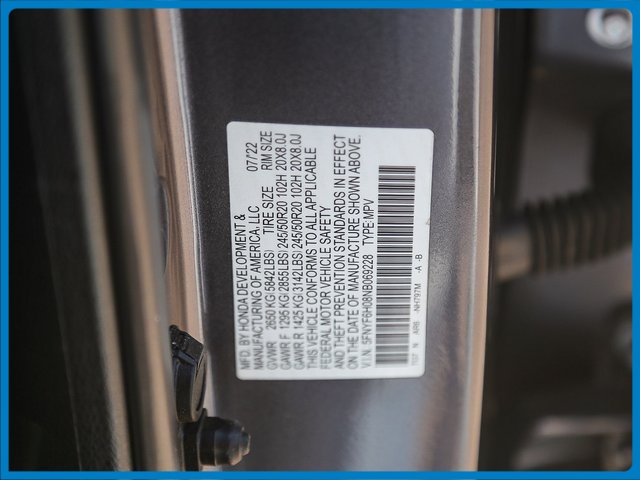 MFD. BY HONDA DEVELOPMENT &
MANUFACTURING OF AMERICA, LLC 07/'22
GVWR 2650 KG(5842LBS) TIRE SIZE RIM SIZE
GAWR F 1295 KG(2855LBS)245/50R20 102H 20X8.0J
GAWR R 1425 KG(3142LBS)245/50R20 102H 20X8.0J
THIS VEHICLE CONFORMS TO ALL APPLICABLE
FEDERAL MOTOR VEHICLE SAFETY
AND THEFT PREVENTION STANDARDS IN EFFECT
ON THE DATE OF MANUFACTURE SHOWN ABOVE.
V.I.N. 5FNYF6H08NB069228 TYPE:MPV
NH797M -A -B